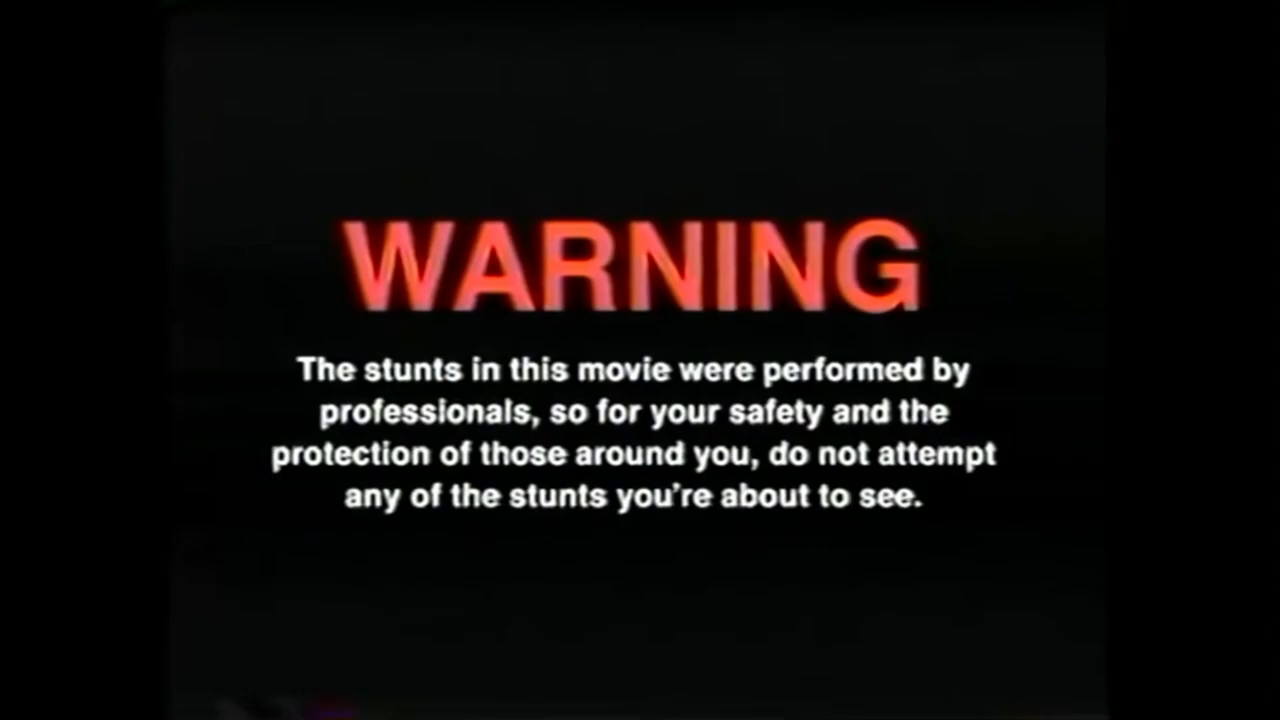 WARNING
The stunts in this movie were performed by
professionals, so for your safety and the
protection of those around you, do not attempt
any of the stunts you're about to see.